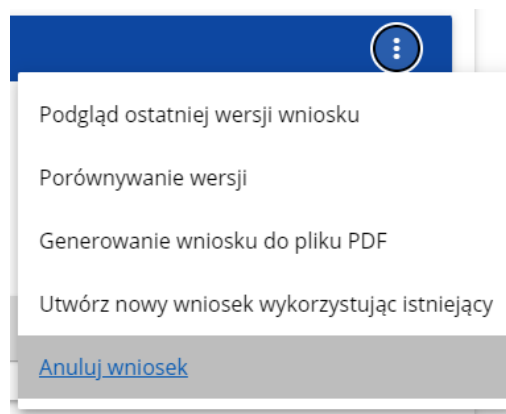 Podgląd ostatniej wersji wniosku
Porównywanie wersji
Generowanie wniosku do pliku PDF
Utwórz nowy wniosek wykorzystując istniejący
Anuluj wniosek